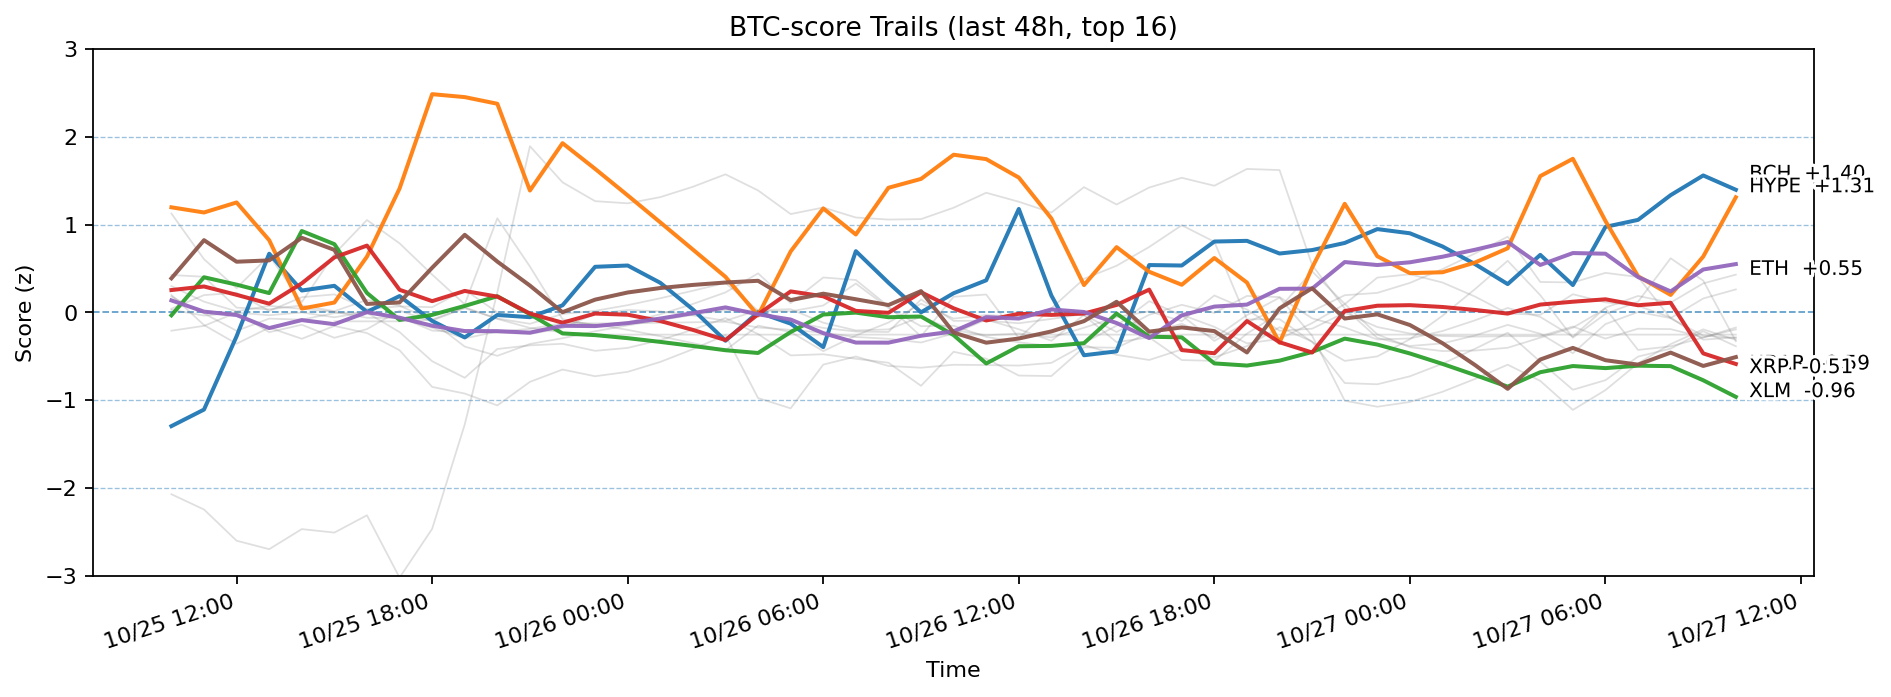 BTC-score Trails (last 48h, top 16)
3
2
1
0
−1
−2
−3
Score (z)
BCH +1.40
HYPE +1.31
ETH +0.55
XRP -0.51
XLM -0.96
10/25 12:00
10/25 18:00
10/26 00:00
10/26 06:00
10/26 12:00
10/26 18:00
10/27 00:00
10/27 06:00
10/27 12:00
Time